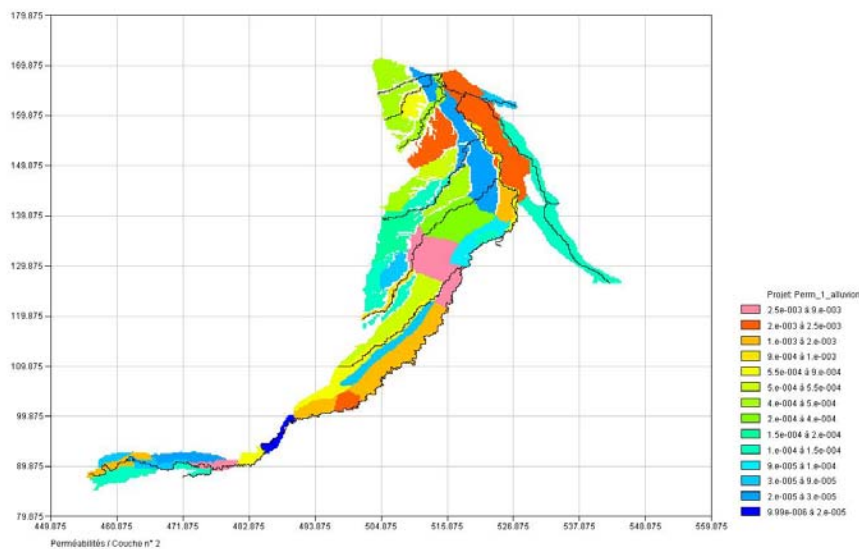 179.875
169.875
159.875
149.875
139.875
129.875
119.875
109.875
99.875
89.875
79.875
449.875 460.875 471.875 482.875 493.875 504.875 515.875 526.875 537.875 548.875 559.875
Perméabilités / Couche n° 2
Projet: Perm_1_alluvion
2.5e-003 à 9.e-003
2.e-003 à 2.5e-003
1.e-003 à 2.e-003
9.e-004 à 1.e-003
5.5e-004 à 9.e-004
5.e-004 à 5.5e-004
4.e-004 à 5.e-004
2.e-004 à 4.e-004
1.5e-004 à 2.e-004
1.e-004 à 1.5e-004
9.e-005 à 1.e-004
3.e-005 à 9.e-005
2.e-005 à 3.e-005
9.99e-006 à 2.e-005